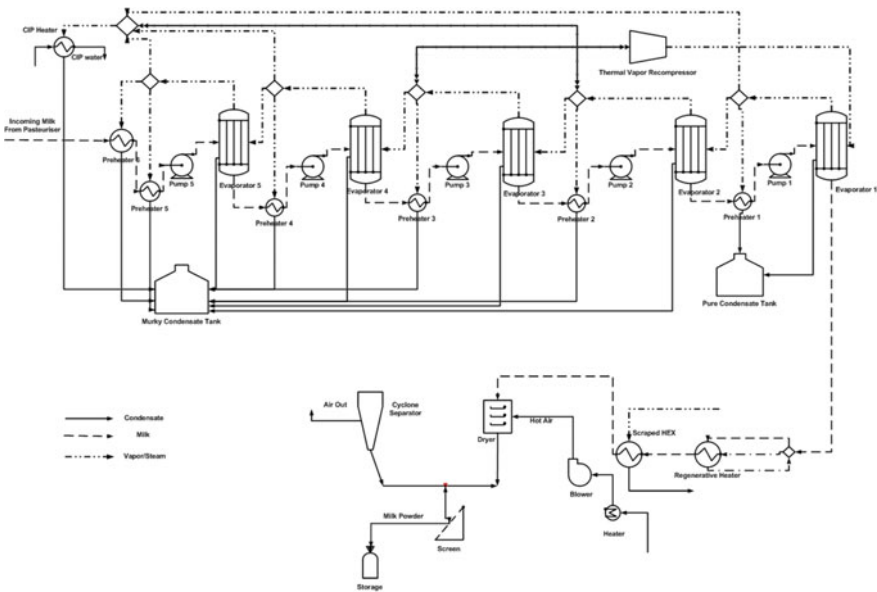 CIP Heater
CIP water
Thermal Vapor Recompressor
Incoming Milk
From Pasteuriser
Preheater 6
Pump 5
Evaporator 5
Preheater 5
Pump 4
Evaporator 4
Preheater 4
Pump 3
Evaporator 3
Preheater 3
Pump 2
Evaporator 2
Preheater 2
Pump 1
Evaporator 1
Preheater 1
Murky Condensate Tank
Pure Condensate Tank
Condensate
Milk
Vapor/Steam
Air Out
Cyclone
Separator
Dryer
Hot Air
Scraped HEX
Regenerative Heater
Blower
Heater
Milk Powder
Screen
Storage